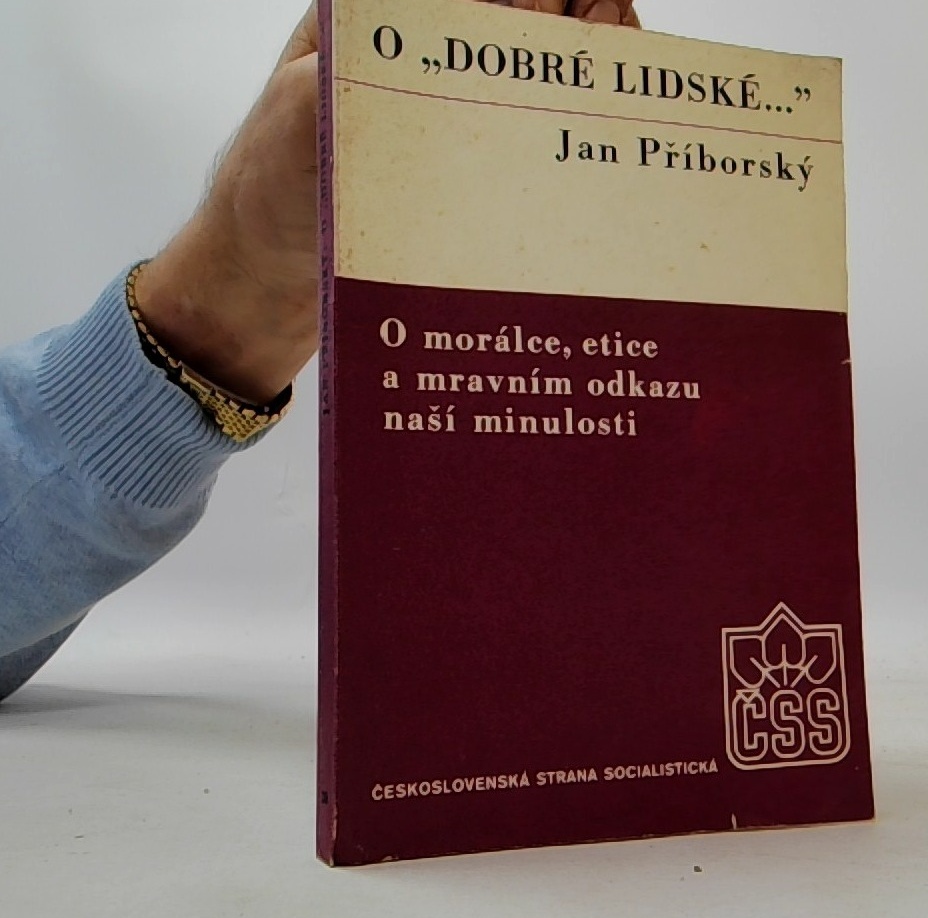 O „DOBRÉ LIDSKÉ...”
Jan Příborský
O morálce, etice
a mravním odkazu
naší minulosti
ČSS
ČESKOSLOVENSKÁ STRANA SOCIALISTICKÁ